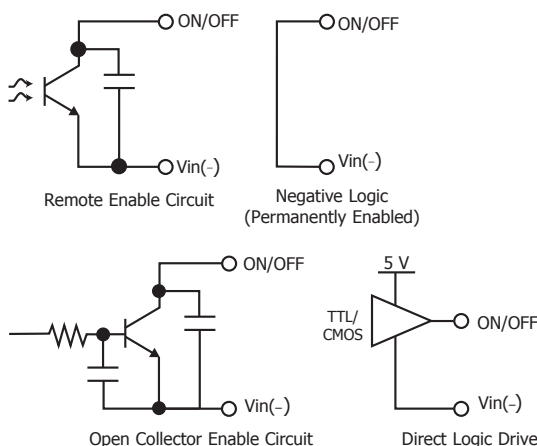 ON/OFF
Vin(–)
Remote Enable Circuit
ON/OFF
Vin(–)
Negative Logic
(Permanently Enabled)
ON/OFF
Vin(–)
Open Collector Enable Circuit
5 V
TTL/
CMOS
ON/OFF
Vin(–)
Direct Logic Drive